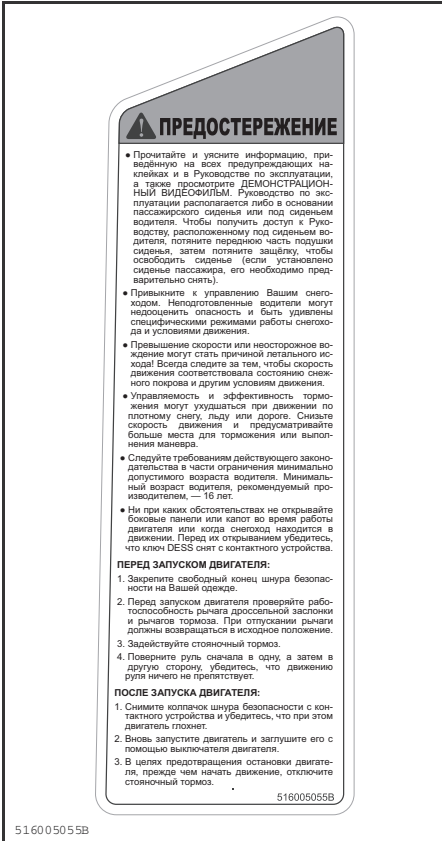 ПРЕДОСТЕРЕЖЕНИЕ
● Прочитайте и уясните информацию, при-
ведённую на всех предупреждающих на-
клейках и в Руководстве по эксплуатации,
а также просмотрите ДЕМОНСТРАЦИОН-
НЫЙ ВИДЕОФИЛЬМ. Руководство по экс-
плуатации располагается либо в основании
пассажирского сиденья или под сиденьем
водителя. Чтобы получить доступ к Руко-
водству, расположенному под сиденьем во-
дителя, потяните переднюю часть подушки
сиденья, затем потяните защёлку, чтобы
освободить сиденье (если установлено
сиденье пассажира, его необходимо пред-
варительно снять).
● Привыкните к управлению Вашим снего-
ходом. Неподготовленные водители могут
недооценить опасность и быть удивлены
специфическими режимами работы снегохо-
да и условиями движения.
● Превышение скорости или неосторожное во-
ждение могут стать причиной летального ис-
хода! Всегда следите за тем, чтобы скорость
движения соответствовала состоянию снеж-
ного покрова и другим условиям движения.
● Управляемость и эффективность тормо-
жения могут ухудшаться при движении по
плотному снегу, льду или дороге. Снизьте
скорость движения и предусматривайте
больше места для торможения или выпол-
нения маневра.
● Следуйте требованиям действующего законо-
дательства в части ограничения минимально
допустимого возраста водителя. Минималь-
ный возраст водителя, рекомендуемый про-
изводителем, — 16 лет.
● Ни при каких обстоятельствах не открывайте
боковые панели или капот во время работы
двигателя или когда снегоход находится в
движении. Перед их открыванием убедитесь,
что ключ DESS снят с контактного устройства.
ПЕРЕД ЗАПУСКОМ ДВИГАТЕЛЯ:
1. Закрепите свободный конец шнура безопас-
ности на Вашей одежде.
2. Перед запуском двигателя проверяйте рабо-
тоспособность рычага дроссельной заслонки
и рычагов тормоза. При отпускании рычаги
должны возвращаться в исходное положение.
3. Задействуйте стояночный тормоз.
4. Поверните руль сначала в одну, а затем в
другую сторону, убедитесь, что движению
руля ничего не препятствует.
ПОСЛЕ ЗАПУСКА ДВИГАТЕЛЯ:
1. Снимите колпачок шнура безопасности с кон-
тактного устройства и убедитесь, что при этом
двигатель глохнет.
2. Вновь запустите двигатель и заглушите его с
помощью выключателя двигателя.
3. В целях предотвращения остановки двигате-
ля, прежде чем начать движение, отключите
стояночный тормоз.
516005055B
516005055B